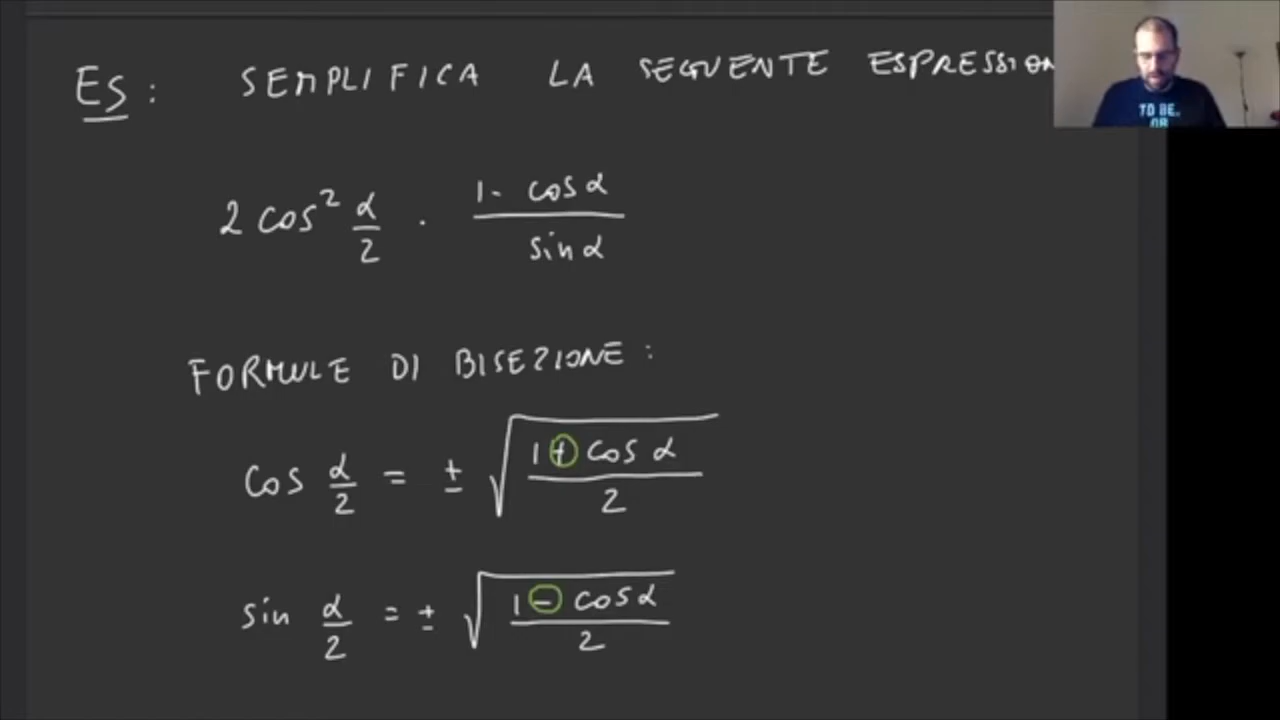 ES: SEMPLIFICA LA SEGUENTE ESPRESSION
2 cos² α/2 · (1 - cos α)/(sin α)
FORMULE DI BISEZIONE:
cos α/2 = ± √((1 + cos α)/2)
sin α/2 = ± √((1 - cos α)/2)
TO BE..
OR